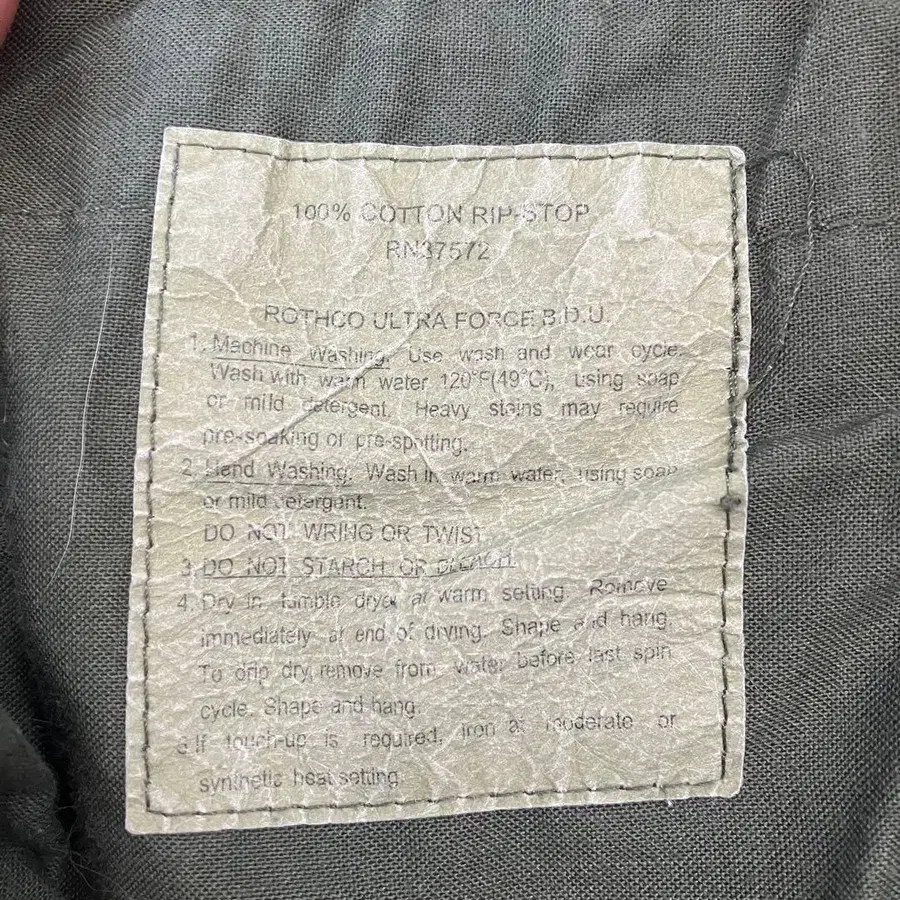 100% COTTON RIP-STOP
RN37572
ROTHCO ULTRA FORCE B.D.U.
1. Machine Washing. Use wash and wear cycle.
Wash with warm water 120°F(49°C), using soap
or mild detergent. Heavy stains may require
pre-soaking or pre-spotting.
2. Hand Washing. Wash in warm water, using soap
or mild detergent.
DO NOT WRING OR TWIST
3. DO NOT STARCH OR BLEACH.
4. Dry in tumble dryer at warm setting. Remove
immediately at end of drying. Shape and hang.
To drip dry, remove from water before last spin
cycle. Shape and hang.
5. If touch-up is required, iron at moderate or
synthetic heat setting.